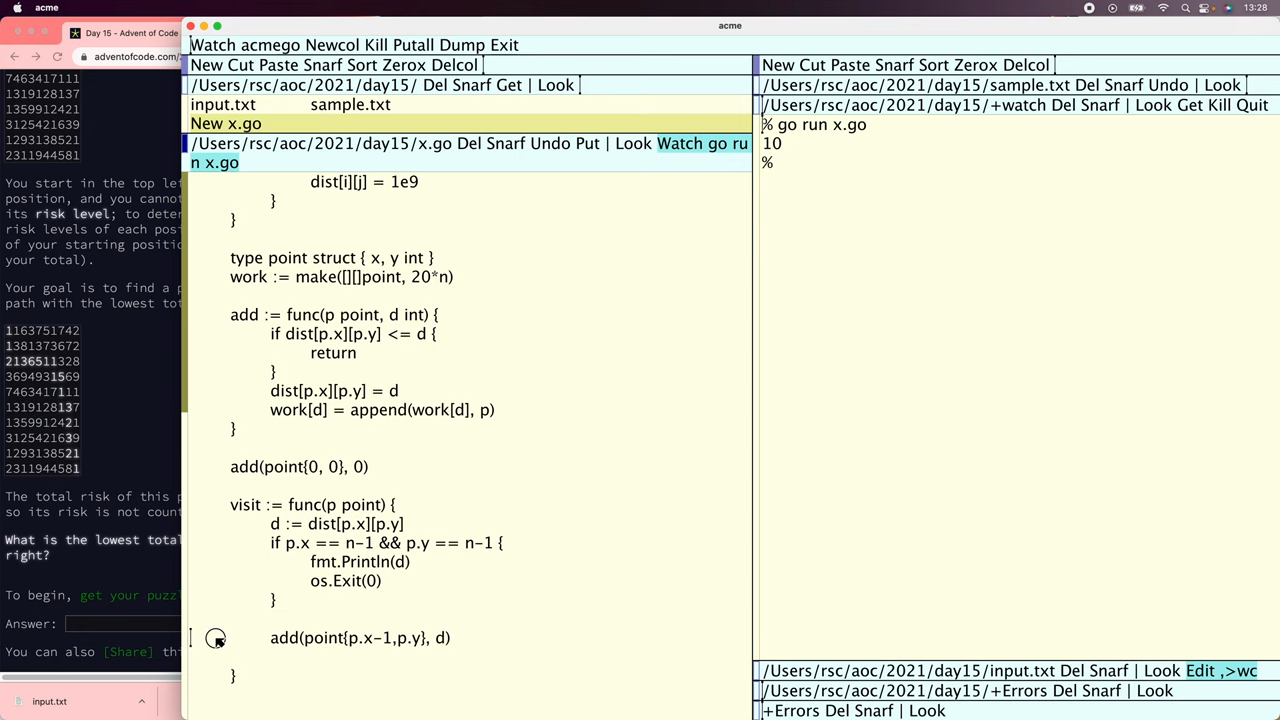 acme
13:28
acme
Day 15 - Advent of Code
adventofcode.com/
7463417111
1319128137
1359912421
3125421639
1293138521
2311944581
You start in the top lef
position, and you cannot
its risk level; to deter
risk levels of each posi
of your starting positio
your total).
Your goal is to find a p
path with the lowest tot
1163751742
1381373672
2136511328
3694931569
7463417111
1319128137
1359912421
3125421639
1293138521
2311944581
The total risk of this p
so its risk is not count
What is the lowest total
right?
To begin, get your puzzl
Answer:
You can also [Share] thi
input.txt
Watch acmego Newcol Kill Putall Dump Exit
New Cut Paste Snarf Sort Zerox Delcol
/Users/rsc/aoc/2021/day15/ Del Snarf Get | Look
input.txt sample.txt
New x.go
/Users/rsc/aoc/2021/day15/x.go Del Snarf Undo Put | Look Watch go ru
n x.go
dist[i][j] = 1e9
}
}
type point struct { x, y int }
work := make([][]point, 20*n)
add := func(p point, d int) {
if dist[p.x][p.y] <= d {
return
}
dist[p.x][p.y] = d
work[d] = append(work[d], p)
}
add(point{0, 0}, 0)
visit := func(p point) {
d := dist[p.x][p.y]
if p.x == n-1 && p.y == n-1 {
fmt.Println(d)
os.Exit(0)
}
add(point{p.x-1,p.y}, d)
}
New Cut Paste Snarf Sort Zerox Delcol
/Users/rsc/aoc/2021/day15/sample.txt Del Snarf Undo | Look
/Users/rsc/aoc/2021/day15/+watch Del Snarf | Look Get Kill Quit
% go run x.go
10
%
/Users/rsc/aoc/2021/day15/input.txt Del Snarf | Look Edit ,>wc
/Users/rsc/aoc/2021/day15/+Errors Del Snarf | Look
+Errors Del Snarf | Look